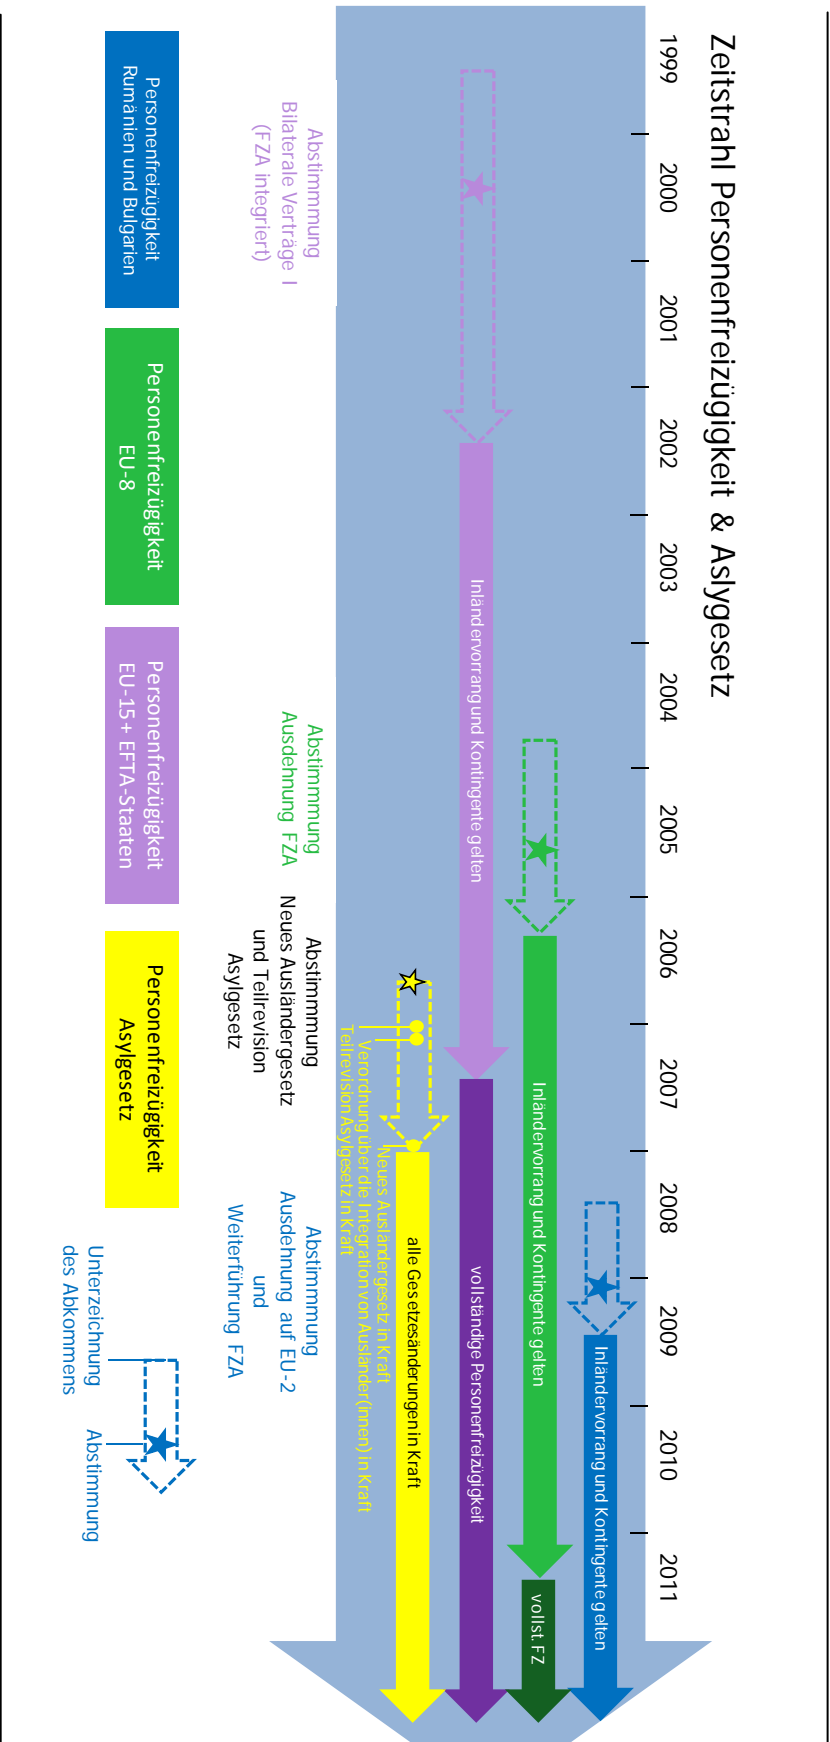 Zeitstrahl Personenfreizügigkeit & Aslygesetz
1999
2000
2001
2002
2003
2004
2005
2006
2007
2008
2009
2010
2011
Inländervorrang und Kontingente gelten
Inländervorrang und Kontingente gelten
vollst. FZ
Inländervorrang und Kontingente gelten
vollständige Personenfreizügigkeit
alle Gesetzesänderungen in Kraft
Neues Ausländergesetz in Kraft
Verordnung über die Integration von Ausländer(innen) in Kraft
Teilrevision Asylgesetz in Kraft
Abstimmmung
Bilaterale Verträge I
(FZA integriert)
Abstimmmung
Ausdehnung FZA
Abstimmmung
Neues Ausländergesetz
und Teilrevision
Asylgesetz
Abstimmmung
Ausdehnung auf EU-2
und
Weiterführung FZA
Personenfreizügigkeit
Rumänien und Bulgarien
Personenfreizügigkeit
EU-8
Personenfreizügigkeit
EU-15+ EFTA-Staaten
Personenfreizügigkeit
Asylgesetz
Unterzeichnung
des Abkommens
Abstimmung